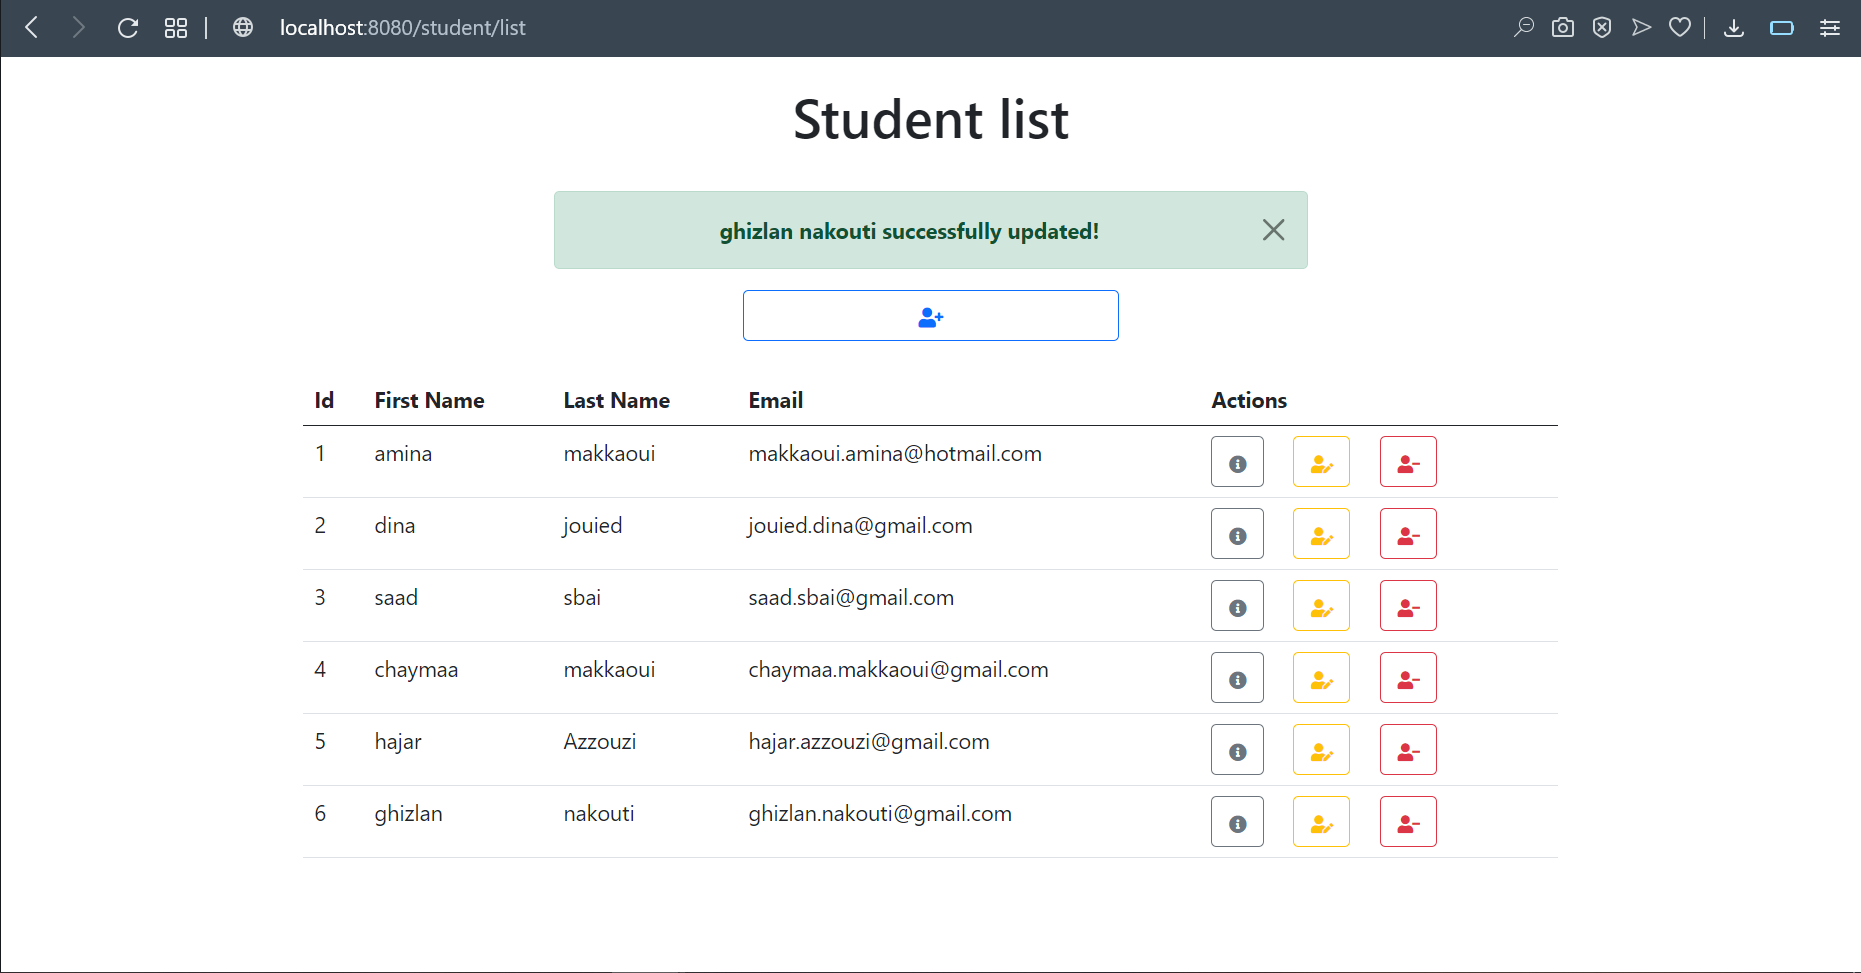 localhost:8080/student/list
Student list
ghizlan nakouti successfully updated!
Id First Name Last Name Email Actions
1 amina makkaoui makkaoui.amina@hotmail.com
2 dina jouied jouied.dina@gmail.com
3 saad sbai saad.sbai@gmail.com
4 chaymaa makkaoui chaymaa.makkaoui@gmail.com
5 hajar Azzouzi hajar.azzouzi@gmail.com
6 ghizlan nakouti ghizlan.nakouti@gmail.com